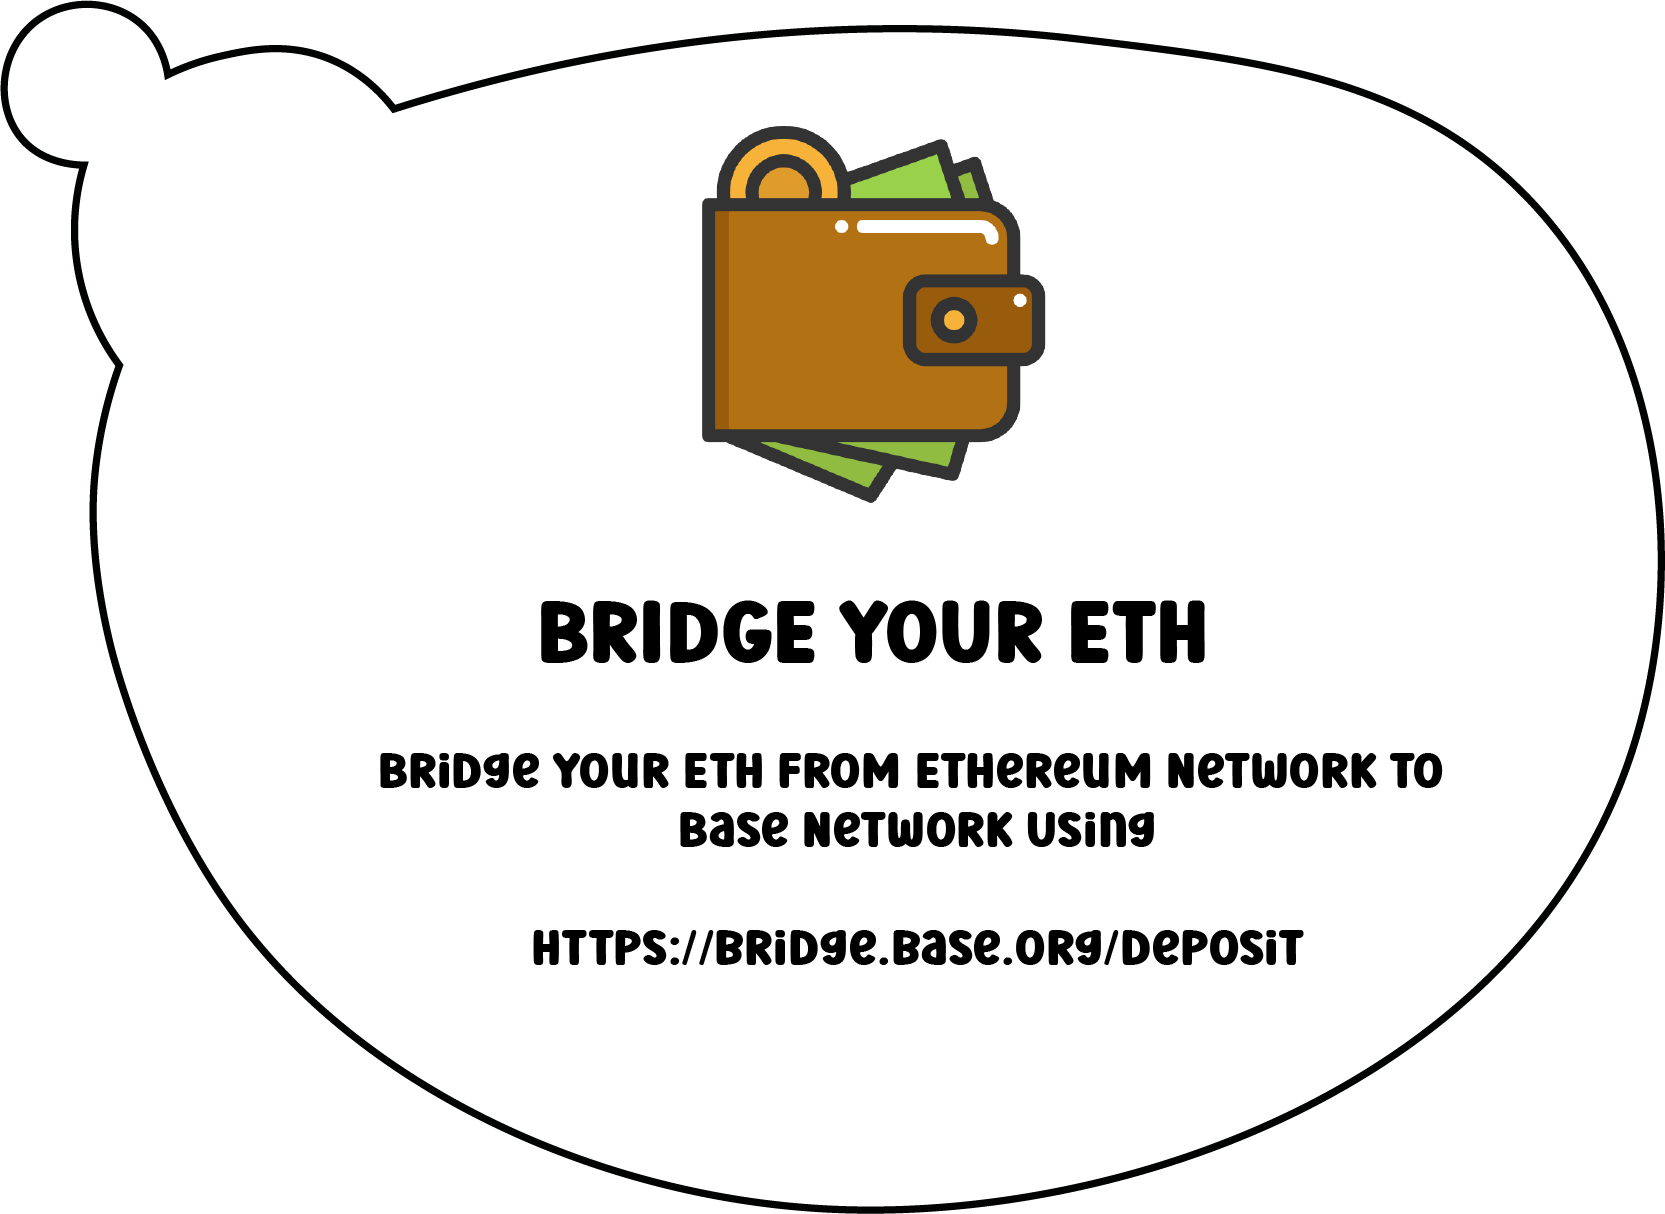 BRIDGE YOUR ETH
Bridge your ETH from Ethereum Network to
Base Network using
https://bridge.base.org/deposit